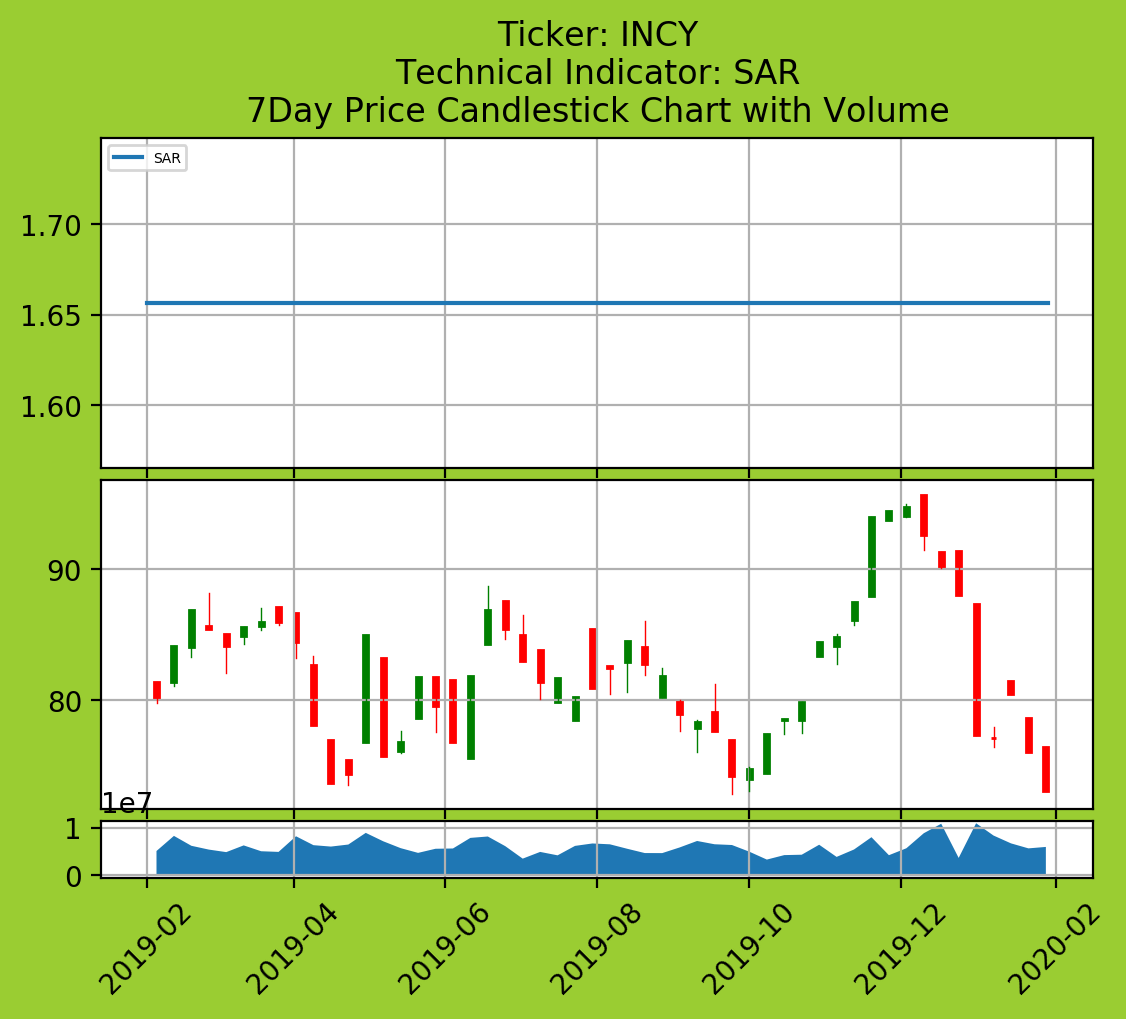 Ticker: INCY
Technical Indicator: SAR
7Day Price Candlestick Chart with Volume
SAR
1.70
1.65
1.60
90
80
1e7
1
0
2019-02
2019-04
2019-06
2019-08
2019-10
2019-12
2020-02